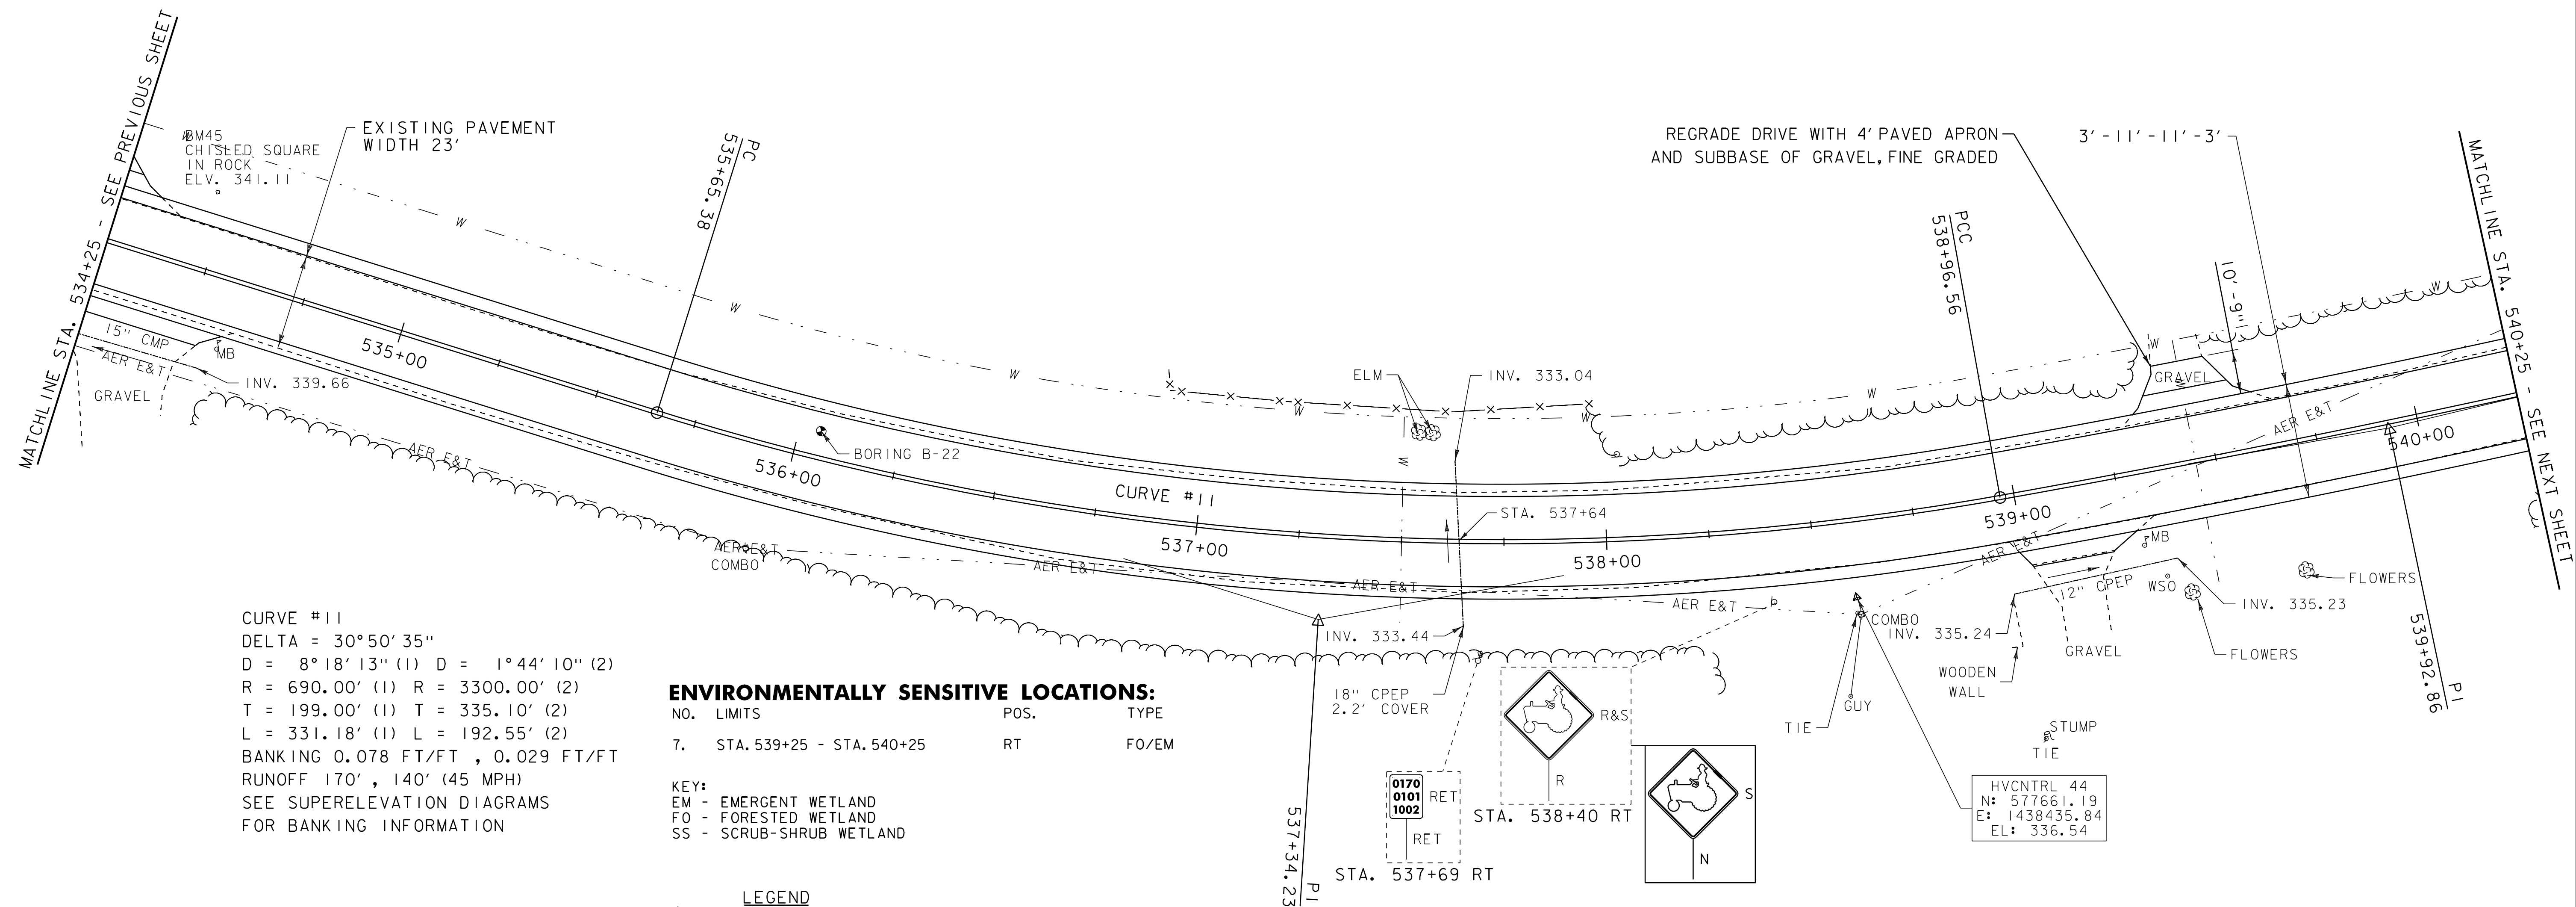 MATCHLINE STA. 534+25 - SEE PREVIOUS SHEET
BM45
CHISLED SQUARE
IN ROCK
ELV. 341.11
W
EXISTING PAVEMENT
WIDTH 23'
W
PC
535+65.38
W
W
W
W
W
W
ELM
INV. 333.04
REGRADE DRIVE WITH 4' PAVED APRON
AND SUBBASE OF GRAVEL, FINE GRADED
3'-11'-11'-3'
PCC
538+96.56
10'-9"
W
W
GRAVEL
W
W
MATCHLINE STA. 540+25 - SEE NEXT SHEET
15" CMP
MB
AER E&T
INV. 339.66
GRAVEL
535+00
AER E&T
536+00
BORING B-22
CURVE #11
537+00
STA. 537+64
538+00
539+00
540+00
AER E&T
AER E&T
COMBO
AER E&T
AER E&T
AER E&T
AER E&T
MB
12" CPEP
WSO
FLOWERS
INV. 335.23
FLOWERS
COMBO
INV. 335.24
GRAVEL
WOODEN
WALL
INV. 333.44
18" CPEP
2.2' COVER
GUY
TIE
STUMP
TIE
539+92.86
PI
537+34.23
PI
CURVE #11
DELTA = 30°50'35"
D = 8°18'13" (1) D = 1°44'10" (2)
R = 690.00' (1) R = 3300.00' (2)
T = 199.00' (1) T = 335.10' (2)
L = 331.18' (1) L = 192.55' (2)
BANKING 0.078 FT/FT , 0.029 FT/FT
RUNOFF 170' , 140' (45 MPH)
SEE SUPERELEVATION DIAGRAMS
FOR BANKING INFORMATION
ENVIRONMENTALLY SENSITIVE LOCATIONS:
NO. LIMITS POS. TYPE
7. STA. 539+25 - STA. 540+25 RT FO/EM
KEY:
EM - EMERGENT WETLAND
FO - FORESTED WETLAND
SS - SCRUB-SHRUB WETLAND
LEGEND
0170
0101
1002
RET
RET
STA. 537+69 RT
R&S
R
STA. 538+40 RT
S
N
HVCNTRL 44
N: 577661.19
E: 1438435.84
EL: 336.54